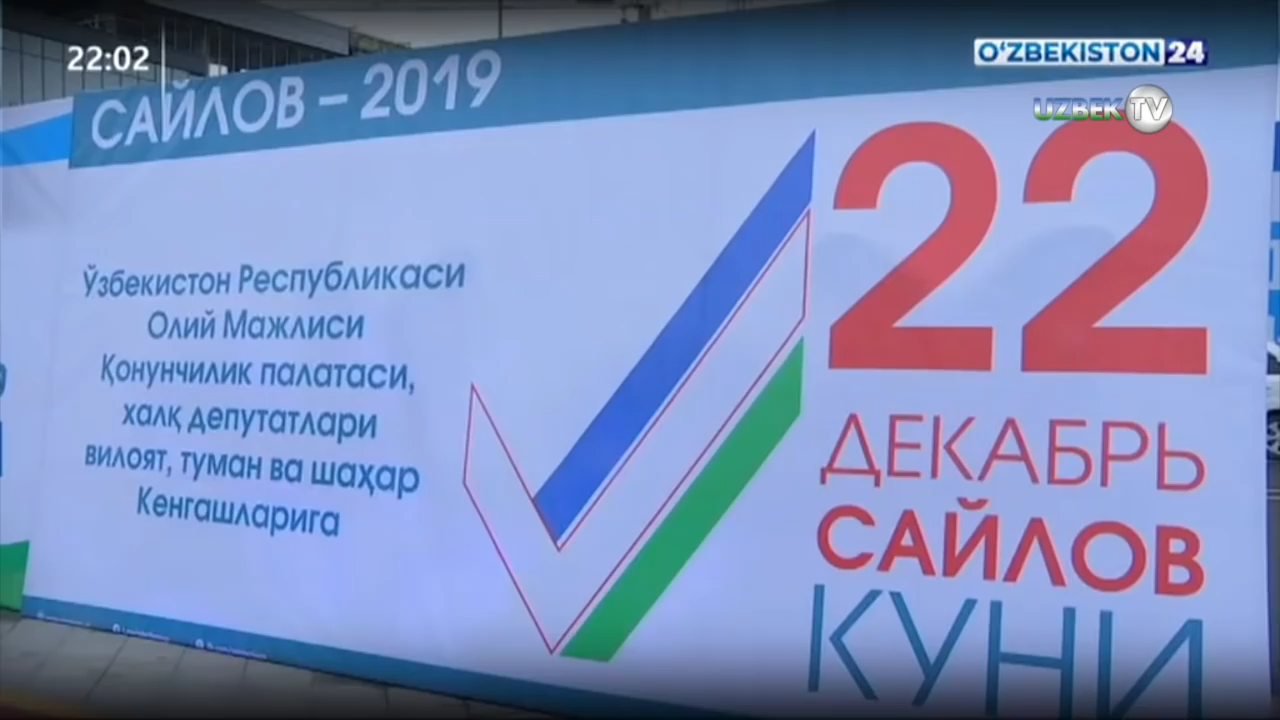 22:02
O‘ZBEKISTON 24
UZBEK TV
САЙЛОВ – 2019
Ўзбекистон Республикаси
Олий Мажлиси
Қонунчилик палатаси,
халқ депутатлари
вилоят, туман ва шаҳар
Кенгашларига
22
ДЕКАБРЬ
САЙЛОВ
КУНИ